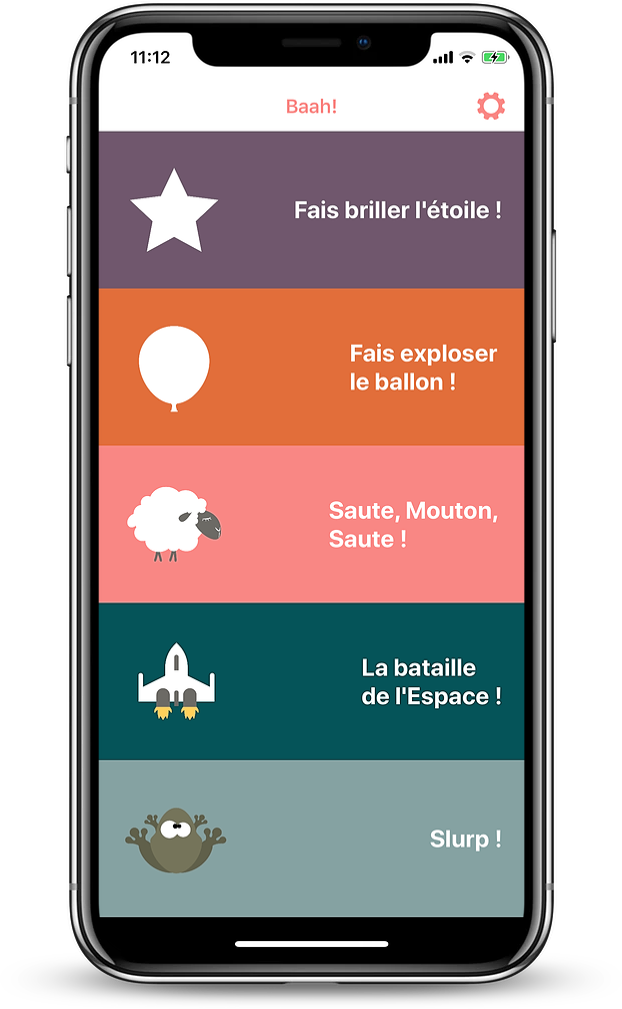 11:12
Baah!
Fais briller l'étoile !
Fais exploser
le ballon !
Saute, Mouton,
Saute !
La bataille
de l'Espace !
Slurp !